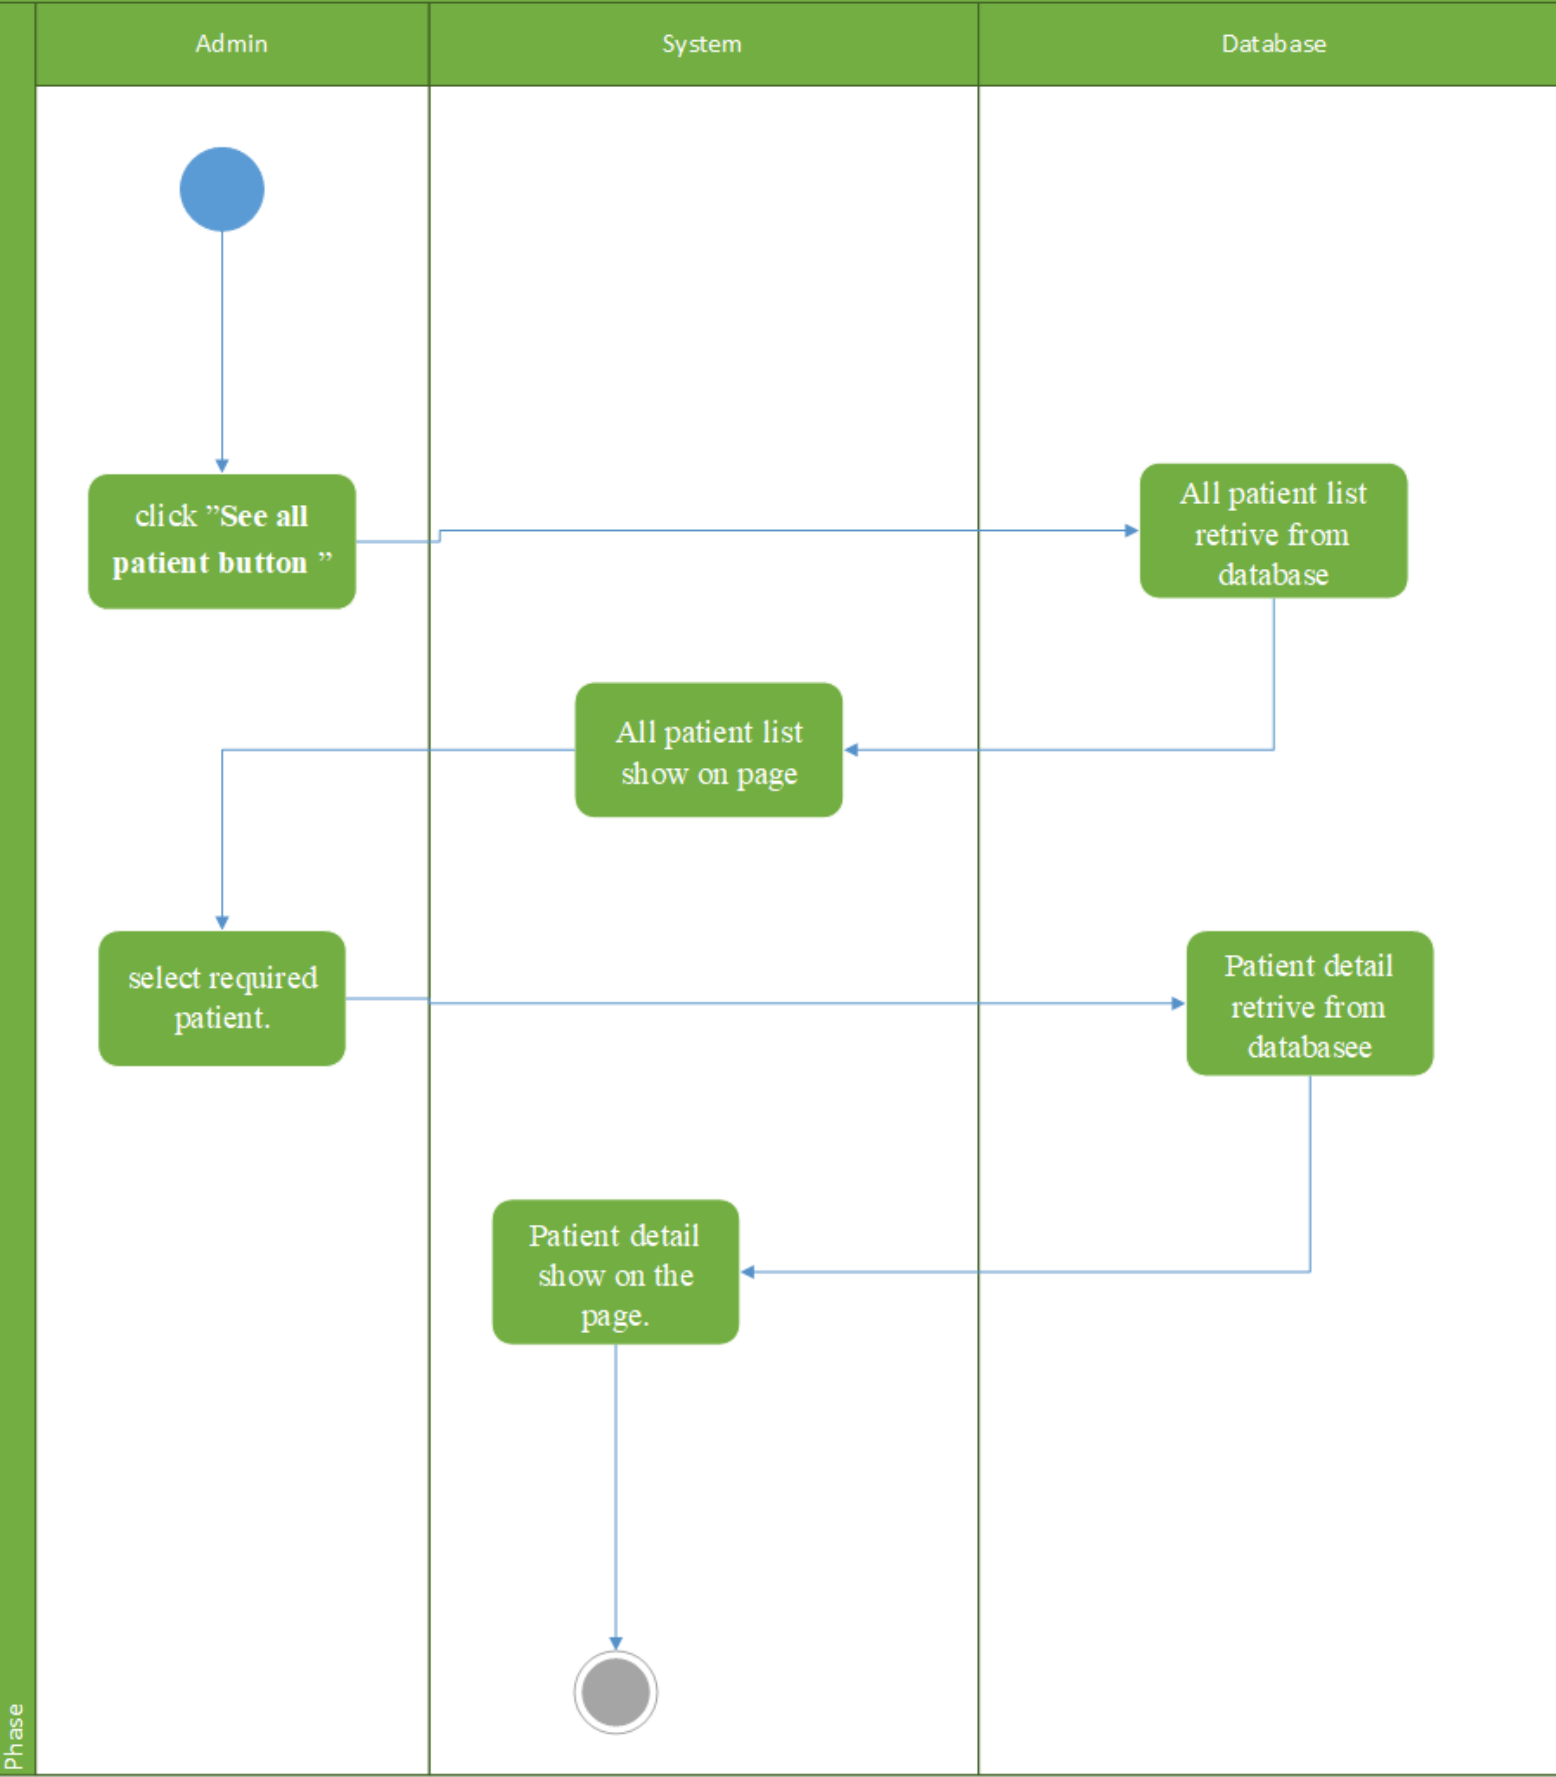 Admin
System
Database
click ”See all
patient button ”
All patient list
retrive from
database
All patient list
show on page
select required
patient.
Patient detail
retrive from
databasee
Patient detail
show on the
page.
Phase